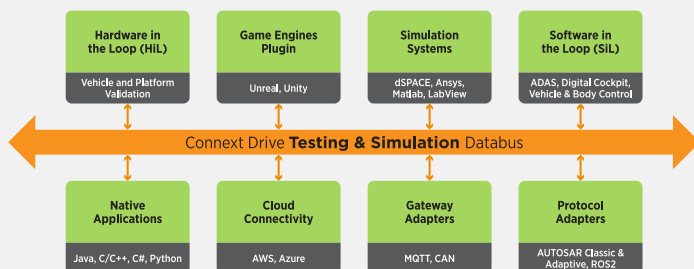 Hardware in
the Loop (HiL)
Vehicle and Platform
Validation
Game Engines
Plugin
Unreal, Unity
Simulation
Systems
dSPACE, Ansys,
Matlab, LabView
Software in
the Loop (SiL)
ADAS, Digital Cockpit,
Vehicle & Body Control
Connext Drive Testing & Simulation Databus
Native
Applications
Java, C/C++, C#, Python
Cloud
Connectivity
AWS, Azure
Gateway
Adapters
MQTT, CAN
Protocol
Adapters
AUTOSAR Classic &
Adaptive, ROS2